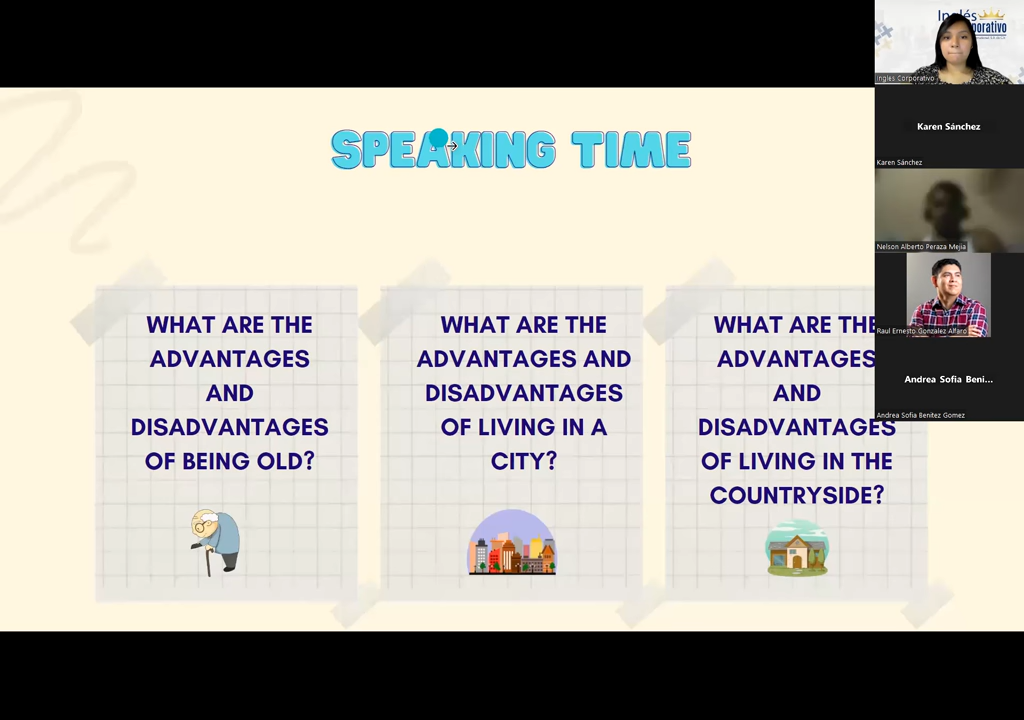 SPEAKING TIME
WHAT ARE THE
ADVANTAGES
AND
DISADVANTAGES
OF BEING OLD?
WHAT ARE THE
ADVANTAGES AND
DISADVANTAGES
OF LIVING IN A
CITY?
WHAT ARE THE
ADVANTAGES
AND
DISADVANTAGES
OF LIVING IN THE
COUNTRYSIDE?
Inglés Corporativo
Karen Sánchez
Karen Sánchez
Nelson Alberto Peraza Mejia
Raul Ernesto Gonzalez Alfaro
Andrea Sofia Beni...
Andrea Sofia Benitez Gomez